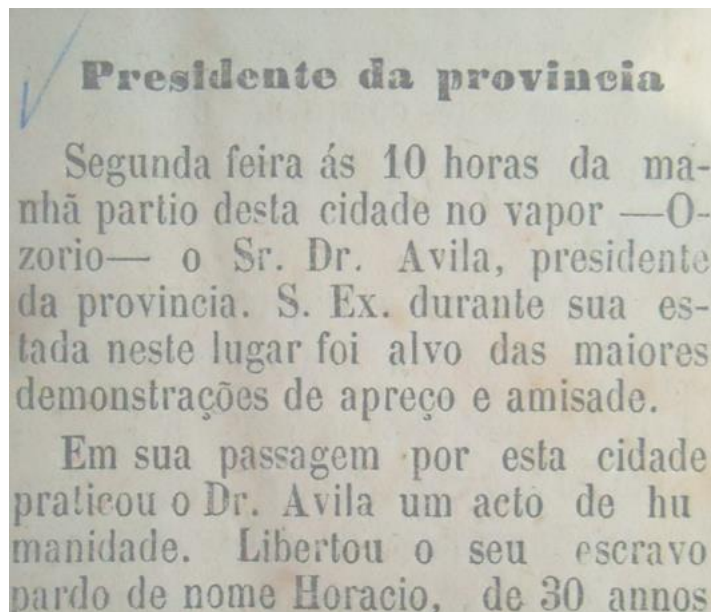 Presidente da provincia
Segunda feira ás 10 horas da ma-
nhã partio desta cidade no vapor —O-
zorio— o Sr. Dr. Avila, presidente
da provincia. S. Ex. durante sua es-
tada neste lugar foi alvo das maiores
demonstrações de apreço e amisade.
Em sua passagem por esta cidade
praticou o Dr. Avila um acto de hu
manidade. Libertou o seu escravo
pardo de nome Horacio, de 30 annos